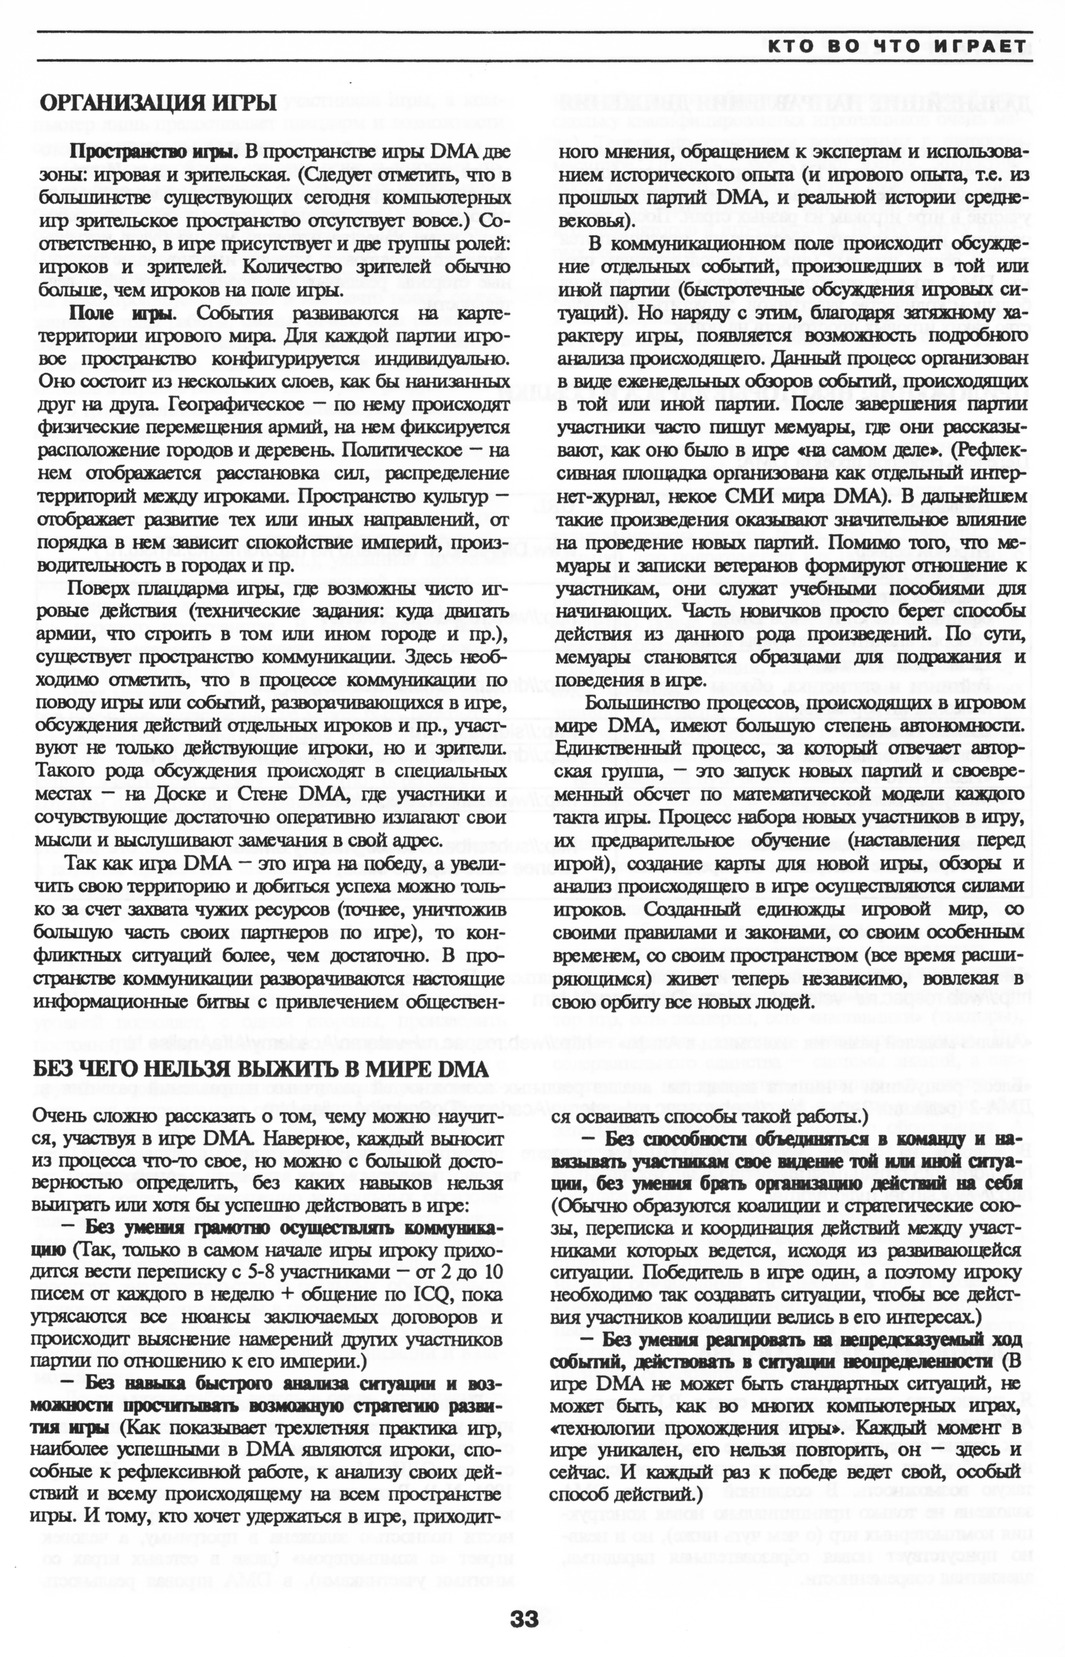 КТО ВО ЧТО ИГРАЕТ
ОРГАНИЗАЦИЯ ИГРЫ
Пространство игры. В пространстве игры DMA две
зоны: игровая и зрительская. (Следует отметить, что в
большинстве существующих сегодня компьютерных
игр зрительское пространство отсутствует вовсе.) Со-
ответственно, в игре присутствует и две группы ролей:
игроков и зрителей. Количество зрителей обычно
больше, чем игроков на поле игры.
Поле игры. События развиваются на карте-
территории игрового мира. Для каждой партии игро-
вое пространство конфигурируется индивидуально.
Оно состоит из нескольких слоев, как бы нанизанных
друг на друга. Географическое — по нему происходят
физические перемещения армий, на нем фиксируется
расположение городов и деревень. Политическое — на
нем отображается расстановка сил, распределение
территорий между игроками. Пространство культур —
отображает развитие тех или иных направлений, от
порядка в нем зависит спокойствие империй, произ-
водительность в городах и пр.
Поверх плацдарма игры, где возможны чисто иг-
ровые действия (технические задания: куда двигать
армии, что строить в том или ином городе и пр.),
существует пространство коммуникации. Здесь необ-
ходимо отметить, что в процессе коммуникации по
поводу игры или событий, разворачивающихся в игре,
обсуждения действий отдельных игроков и пр., участ-
вуют не только действующие игроки, но и зрители.
Такого рода обсуждения происходят в специальных
местах — на Доске и Стене DMA, где участники и
сочувствующие достаточно оперативно излагают свои
мысли и выслушивают замечания в свой адрес.
Так как игра DMA — это игра на победу, а увели-
чить свою территорию и добиться успеха можно толь-
ко за счет захвата чужих ресурсов (точнее, уничтожив
большую часть своих партнеров по игре), то кон-
фликтных ситуаций более, чем достаточно. В про-
странстве коммуникации разворачиваются настоящие
информационные битвы с привлечением обществен-
ного мнения, обращением к экспертам и использова-
нием исторического опыта (и игрового опыта, т.е. из
прошлых партий DMA, и реальной истории средне-
вековья).
В коммуникационном поле происходит обсужде-
ние отдельных событий, произошедших в той или
иной партии (быстротечные обсуждения игровых си-
туаций). Но наряду с этим, благодаря затяжному ха-
рактеру игры, появляется возможность подробного
анализа происходящего. Данный процесс организован
в виде еженедельных обзоров событий, происходящих
в той или иной партии. После завершения партии
участники часто пишут мемуары, где они рассказы-
вают, как оно было в игре «на самом деле». (Рефлек-
сивная площадка организована как отдельный интер-
нет-журнал, некое СМИ мира DMA). В дальнейшем
такие произведения оказывают значительное влияние
на проведение новых партий. Помимо того, что ме-
муары и записки ветеранов формируют отношение к
участникам, они служат учебными пособиями для
начинающих. Часть новичков просто берет способы
действия из данного рода произведений. По сути,
мемуары становятся образцами для подражания и
поведения в игре.
Большинство процессов, происходящих в игровом
мире DMA, имеют большую степень автономности.
Единственный процесс, за который отвечает автор-
ская группа, — это запуск новых партий и своевре-
менный обсчет по математической модели каждого
такта игры. Процесс набора новых участников в игру,
их предварительное обучение (наставления перед
игрой), создание карты для новой игры, обзоры и
анализ происходящего в игре осуществляются силами
игроков. Созданный единожды игровой мир, со
своими правилами и законами, со своим особенным
временем, со своим пространством (все время расши-
ряющимся) живет теперь независимо, вовлекая в
свою орбиту все новых людей.
БЕЗ ЧЕГО НЕЛЬЗЯ ВЫЖИТЬ В МИРЕ DMA
Очень сложно рассказать о том, чему можно научит-
ся, участвуя в игре DMA. Наверное, каждый выносит
из процесса что-то свое, но можно с большой досто-
верностью определить, без каких навыков нельзя
выиграть или хотя бы успешно действовать в игре:
— Без умения грамотно осуществлять коммуника-
цию (Так, только в самом начале игры игроку прихо-
дится вести переписку с 5-8 участниками — от 2 до 10
писем от каждого в неделю + общение по ICQ, пока
утрясаются все нюансы заключаемых договоров и
происходит выяснение намерений других участников
партии по отношению к его империи.)
— Без навыка быстрого анализа ситуации и воз-
можности просчитывать возможную стратегию разви-
тия игры (Как показывает трехлетняя практика игр,
наиболее успешными в DMA являются игроки, спо-
собные к рефлексивной работе, к анализу своих дей-
ствий и всему происходящему на всем пространстве
игры. И тому, кто хочет удержаться в игре, приходит-
ся осваивать способы такой работы.)
— Без способности объединяться в команду и на-
вязывать участникам свое видение той или иной ситуа-
ции, без умения брать организацию действий на себя
(Обычно образуются коалиции и стратегические сою-
зы, переписка и координация действий между участ-
никами которых ведется, исходя из развивающейся
ситуации. Победитель в игре один, а поэтому игроку
необходимо так создавать ситуации, чтобы все дейст-
вия участников коалиции велись в его интересах.)
— Без умения реагировать на непредсказуемый ход
событий, действовать в ситуации неопределенности (В
игре DMA не может быть стандартных ситуаций, не
может быть, как во многих компьютерных играх,
«технологии прохождения игры». Каждый момент в
игре уникален, его нельзя повторить, он — здесь и
сейчас. И каждый раз к победе ведет свой, особый
способ действий.)
33